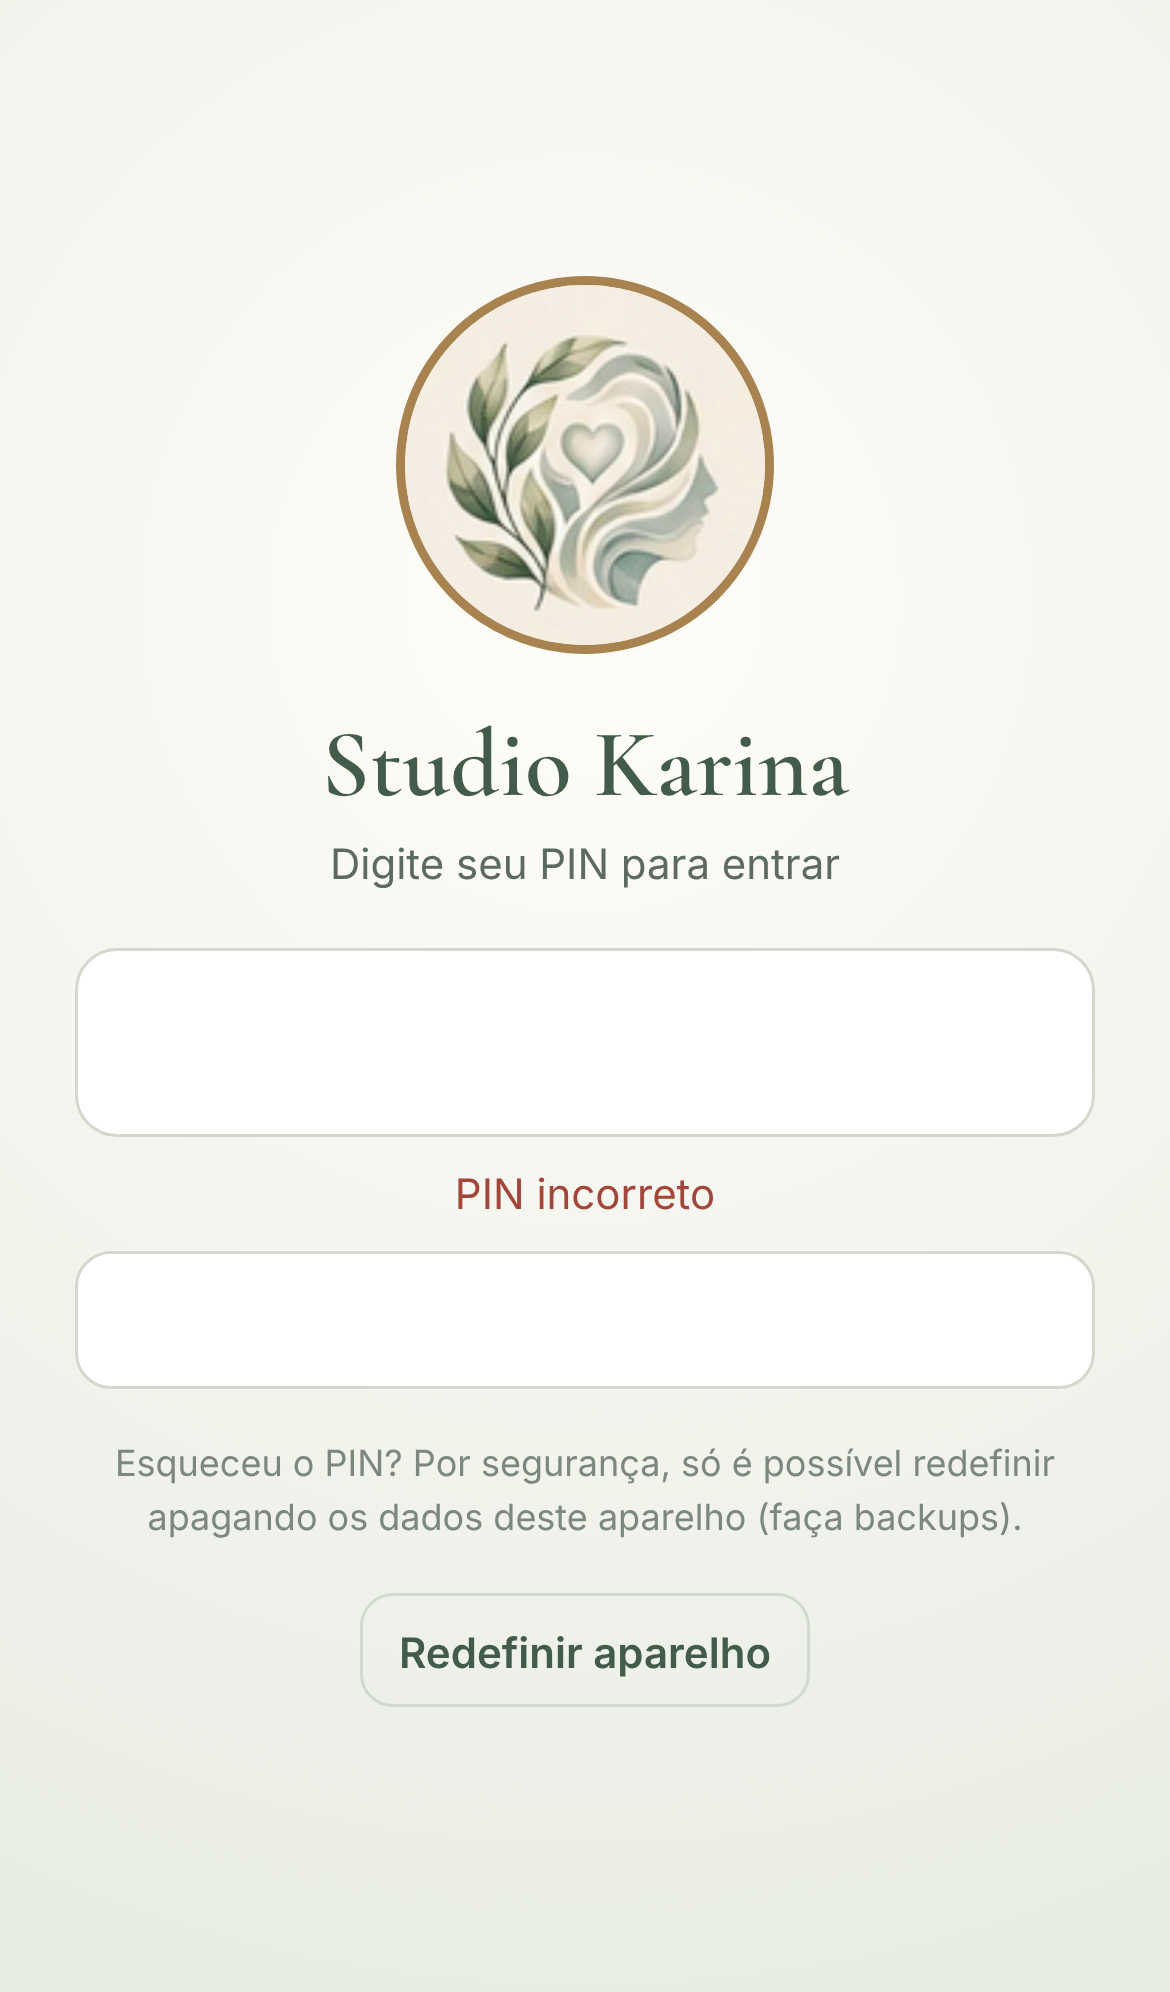 Studio Karina
Digite seu PIN para entrar
PIN incorreto
Esqueceu o PIN? Por segurança, só é possível redefinir
apagando os dados deste aparelho (faça backups).
Redefinir aparelho